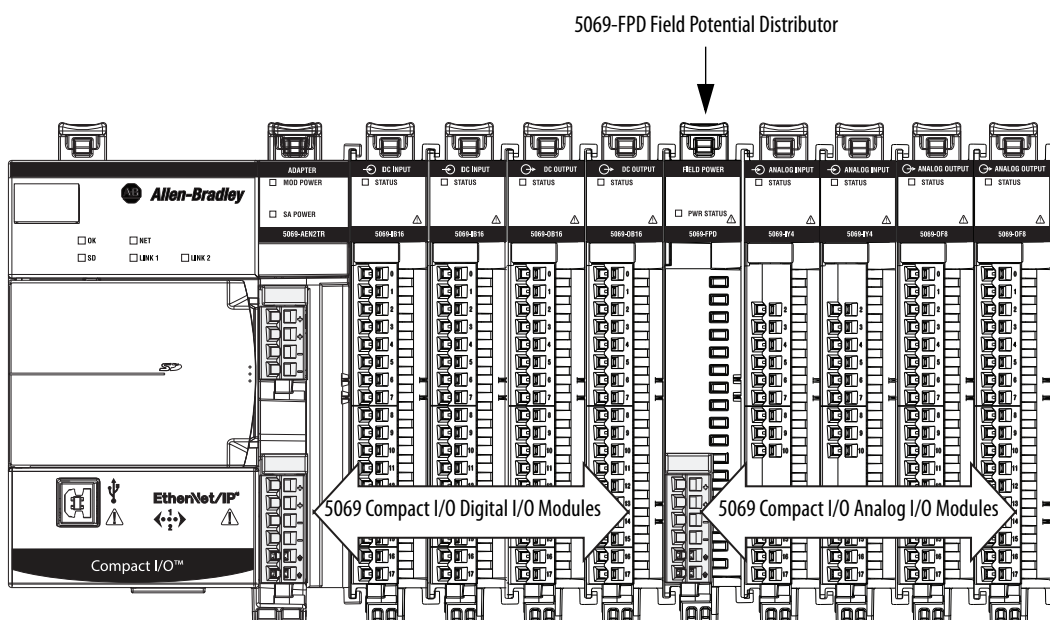 5069-FPD Field Potential Distributor
Allen-Bradley
AB
OK
NET
SD
LINK 1
LINK 2
ADAPTER
MOD POWER
SA POWER
5069-AEN2TR
DC INPUT
STATUS
5069-IB16
DC INPUT
STATUS
5069-IB16
DC OUTPUT
STATUS
5069-OB16
DC OUTPUT
STATUS
5069-OB16
FIELD POWER
PWR STATUS
5069-FPD
ANALOG INPUT
STATUS
5069-IY4
ANALOG INPUT
STATUS
5069-IY4
ANALOG OUTPUT
STATUS
5069-OF8
ANALOG OUTPUT
STATUS
5069-OF8
SD
EtherNet/IP
1
2
Compact I/O™
5069 Compact I/O Digital I/O Modules
5069 Compact I/O Analog I/O Modules